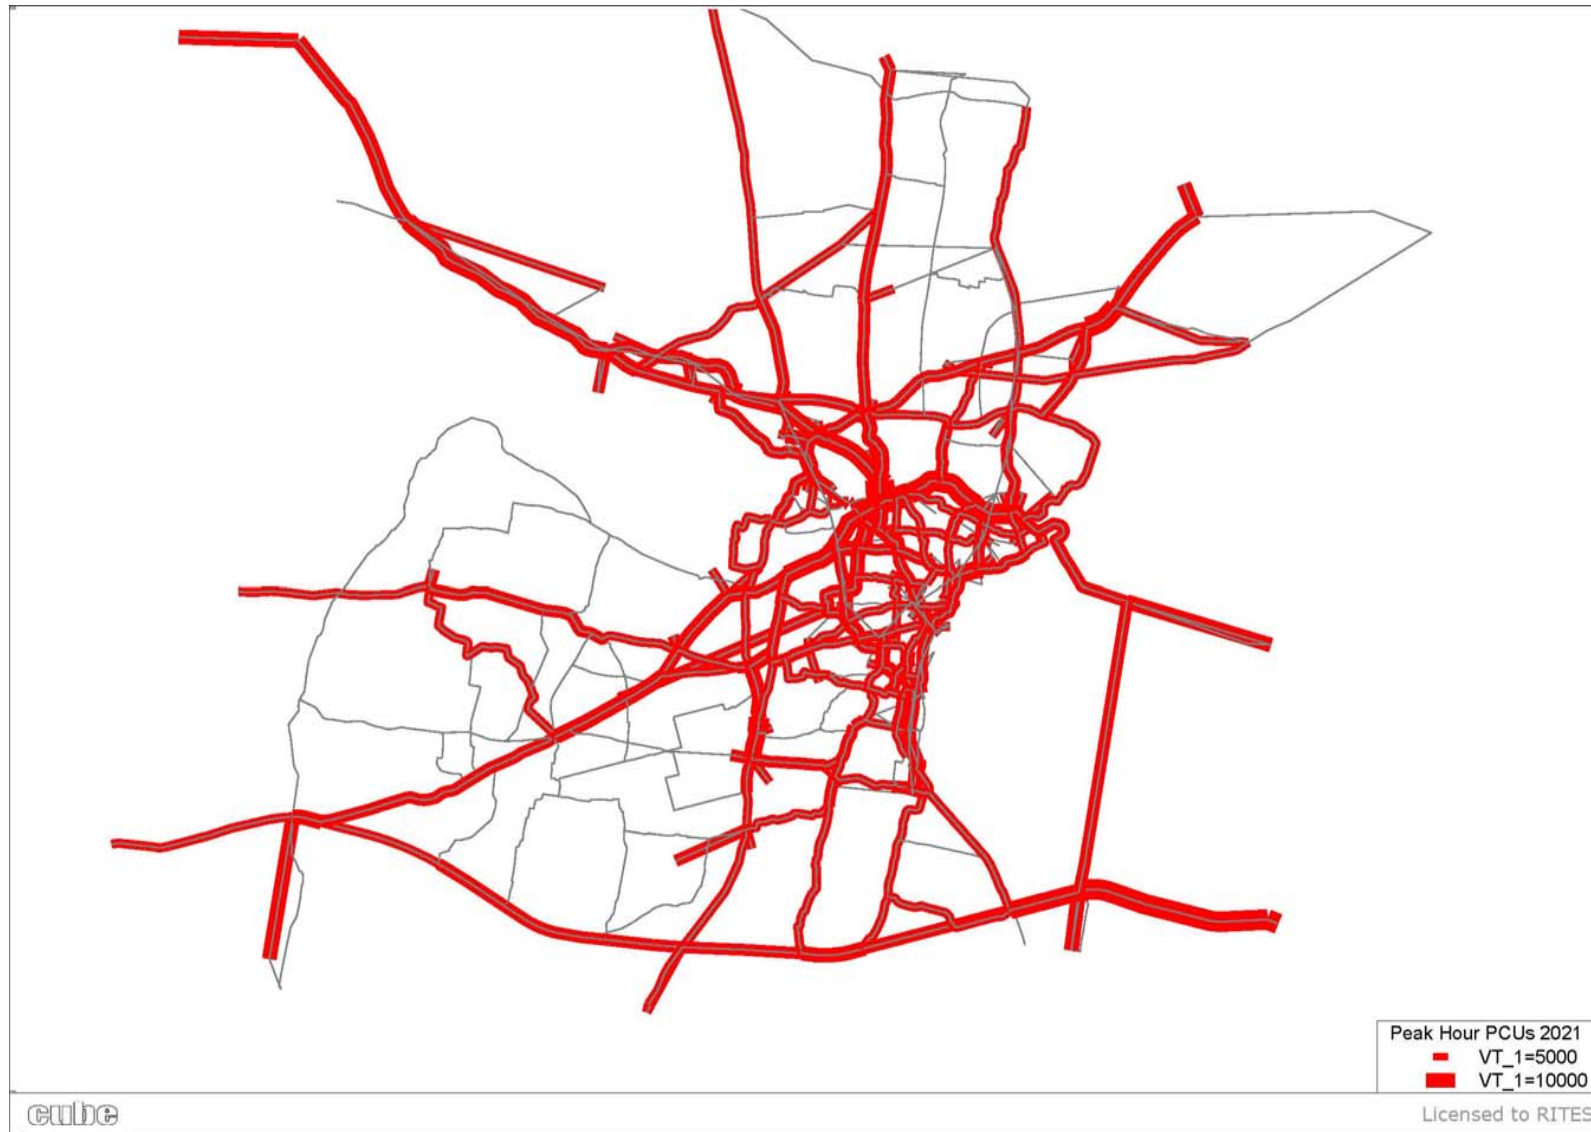 Peak Hour PCUs 2021
VT_1=5000
VT_1=10000
cube
Licensed to RITES